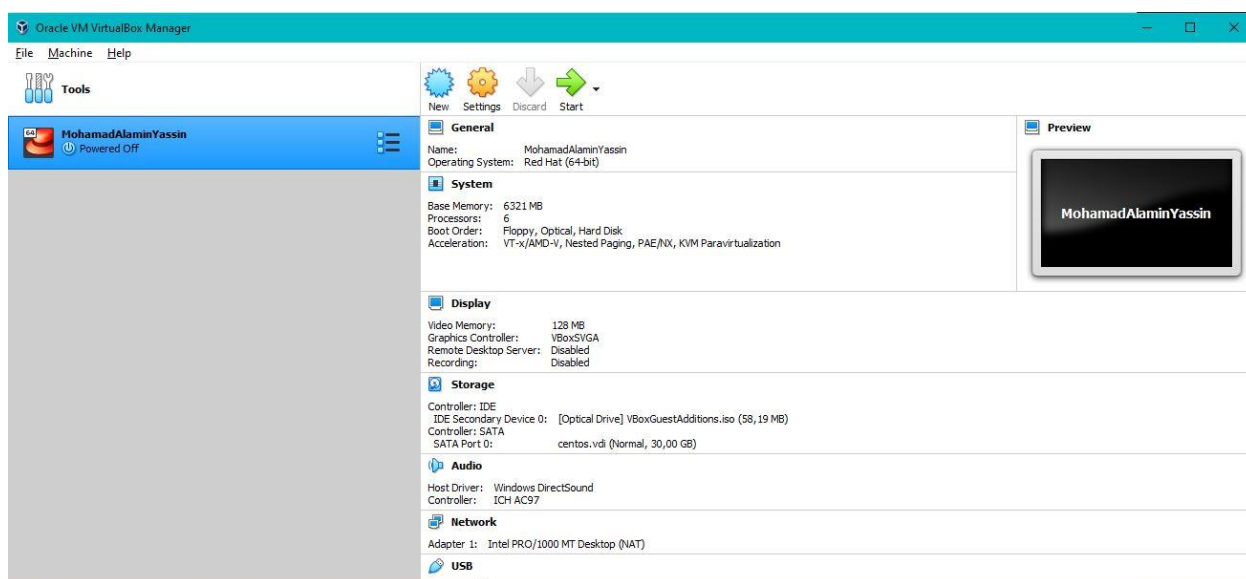 Oracle VM VirtualBox Manager
File Machine Help
Tools
New Settings Discard Start
64
MohamadAlaminYassin
Powered Off
General
Name: MohamadAlaminYassin
Operating System: Red Hat (64-bit)
System
Base Memory: 6321 MB
Processors: 6
Boot Order: Floppy, Optical, Hard Disk
Acceleration: VT-x/AMD-V, Nested Paging, PAE/NX, KVM Paravirtualization
Preview
MohamadAlaminYassin
Display
Video Memory: 128 MB
Graphics Controller: VBoxSVGA
Remote Desktop Server: Disabled
Recording: Disabled
Storage
Controller: IDE
IDE Secondary Device 0: [Optical Drive] VBoxGuestAdditions.iso (58,19 MB)
Controller: SATA
SATA Port 0: centos.vdi (Normal, 30,00 GB)
Audio
Host Driver: Windows DirectSound
Controller: ICH AC97
Network
Adapter 1: Intel PRO/1000 MT Desktop (NAT)
USB